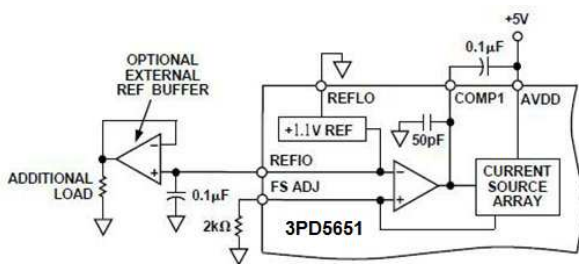 +5V
0.1μF
OPTIONAL
EXTERNAL
REF BUFFER
REFLO
COMP1
AVDD
+1.1V REF
50pF
-
+
REFIO
-
+
CURRENT
SOURCE
ARRAY
ADDITIONAL
LOAD
0.1μF
FS ADJ
2kΩ
3PD5651